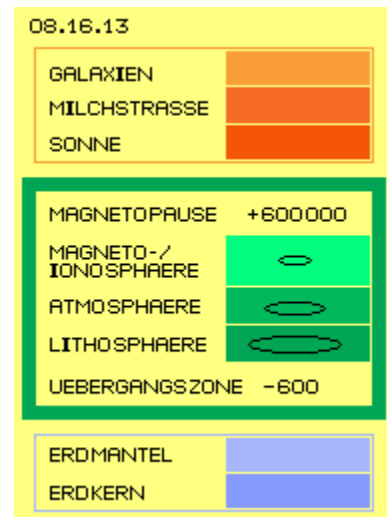 08.16.13
GALAXIEN
MILCHSTRASSE
SONNE
MAGNETOPAUSE +600000
MAGNETO-/
IONOSPHAERE
ATMOSPHAERE
LITHOSPHAERE
UEBERGANGSZONE -600
ERDMANTEL
ERDKERN